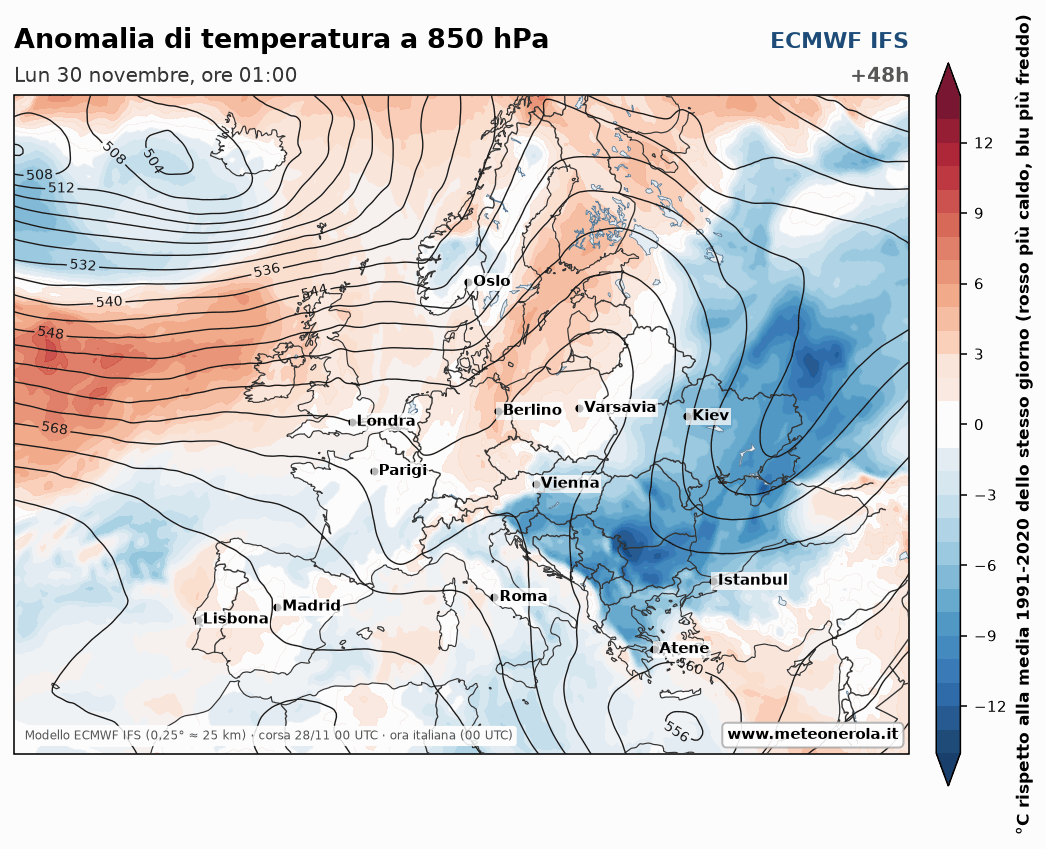 Anomalia di temperatura a 850 hPa
ECMWF IFS
Lun 30 novembre, ore 01:00
+48h
508
504
508
512
532
536
540
544
548
568
560
556
Oslo
Berlino
Varsavia
Kiev
Londra
Parigi
Vienna
Istanbul
Roma
Madrid
Lisbona
Atene
Modello ECMWF IFS (0,25° ≈ 25 km) · corsa 28/11 00 UTC · ora italiana (00 UTC)
www.meteonerola.it
12
9
6
3
0
−3
−6
−9
−12
°C rispetto alla media 1991-2020 dello stesso giorno (rosso più caldo, blu più freddo)